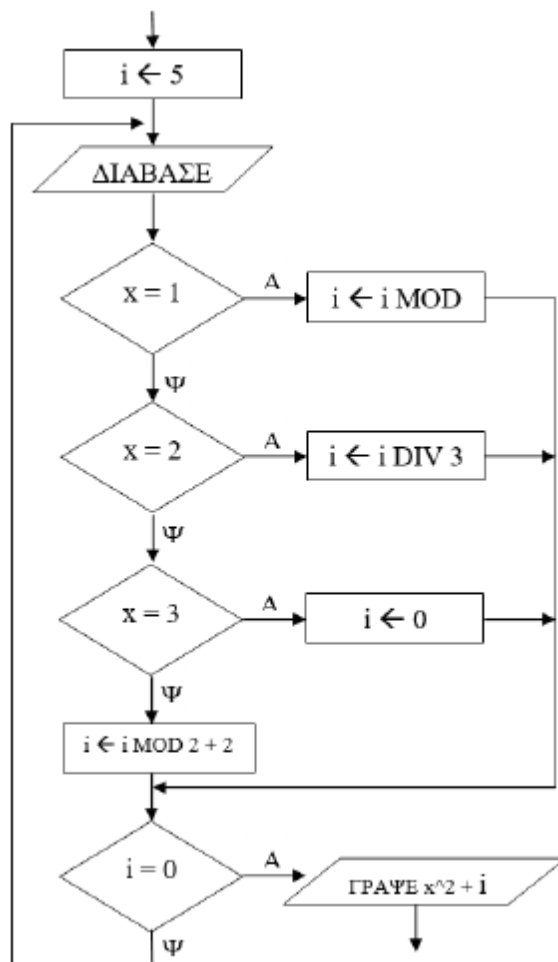 i ← 5
ΔΙΑΒΑΣΕ
x = 1
Α
i ← i MOD
Ψ
x = 2
Α
i ← i DIV 3
Ψ
x = 3
Α
i ← 0
Ψ
i ← i MOD 2 + 2
i = 0
Α
ΓΡΑΨΕ x^2 + i
Ψ